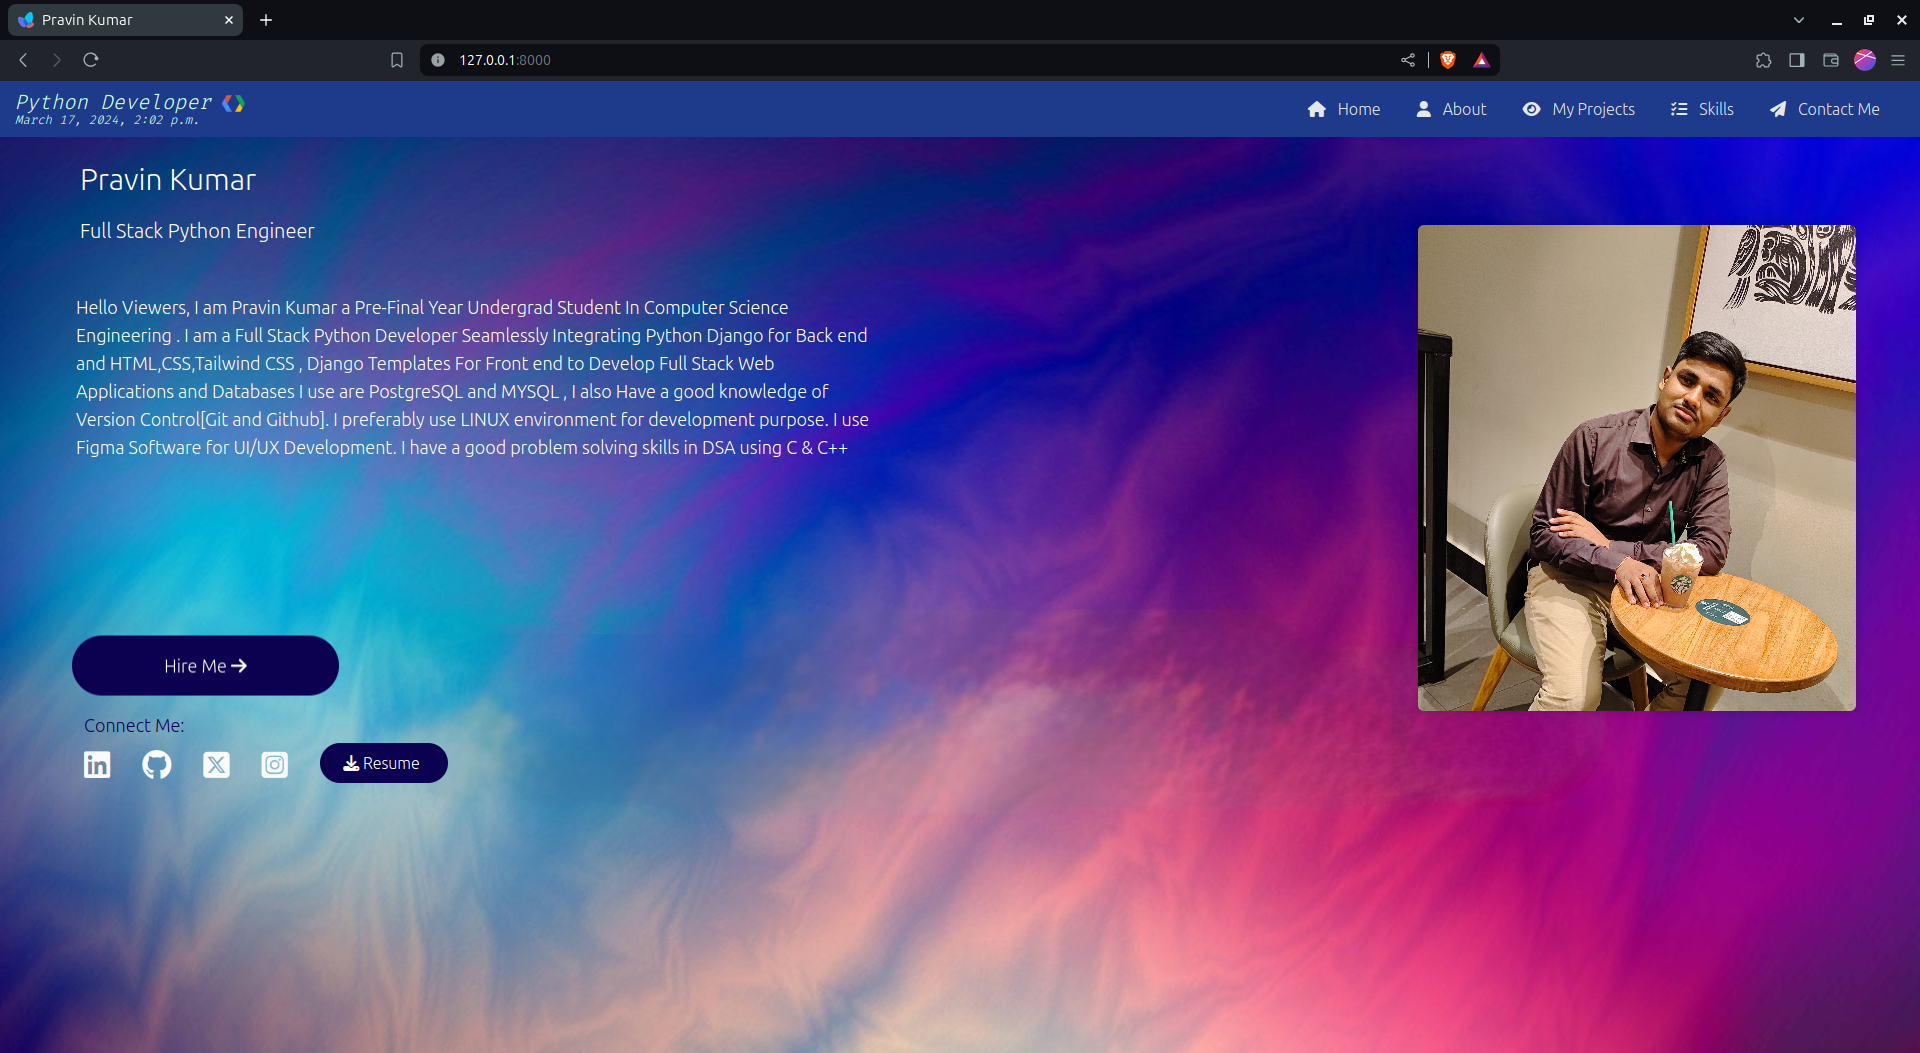 Pravin Kumar
127.0.0.1:8000
Python Developer
March 17, 2024, 2:02 p.m.
Home
About
My Projects
Skills
Contact Me
Pravin Kumar
Full Stack Python Engineer
Hello Viewers, I am Pravin Kumar a Pre-Final Year Undergrad Student In Computer Science
Engineering . I am a Full Stack Python Developer Seamlessly Integrating Python Django for Back end
and HTML,CSS,Tailwind CSS , Django Templates For Front end to Develop Full Stack Web
Applications and Databases I use are PostgreSQL and MYSQL , I also Have a good knowledge of
Version Control[Git and Github]. I preferably use LINUX environment for development purpose. I use
Figma Software for UI/UX Development. I have a good problem solving skills in DSA using C & C++
Hire Me
Connect Me:
Resume